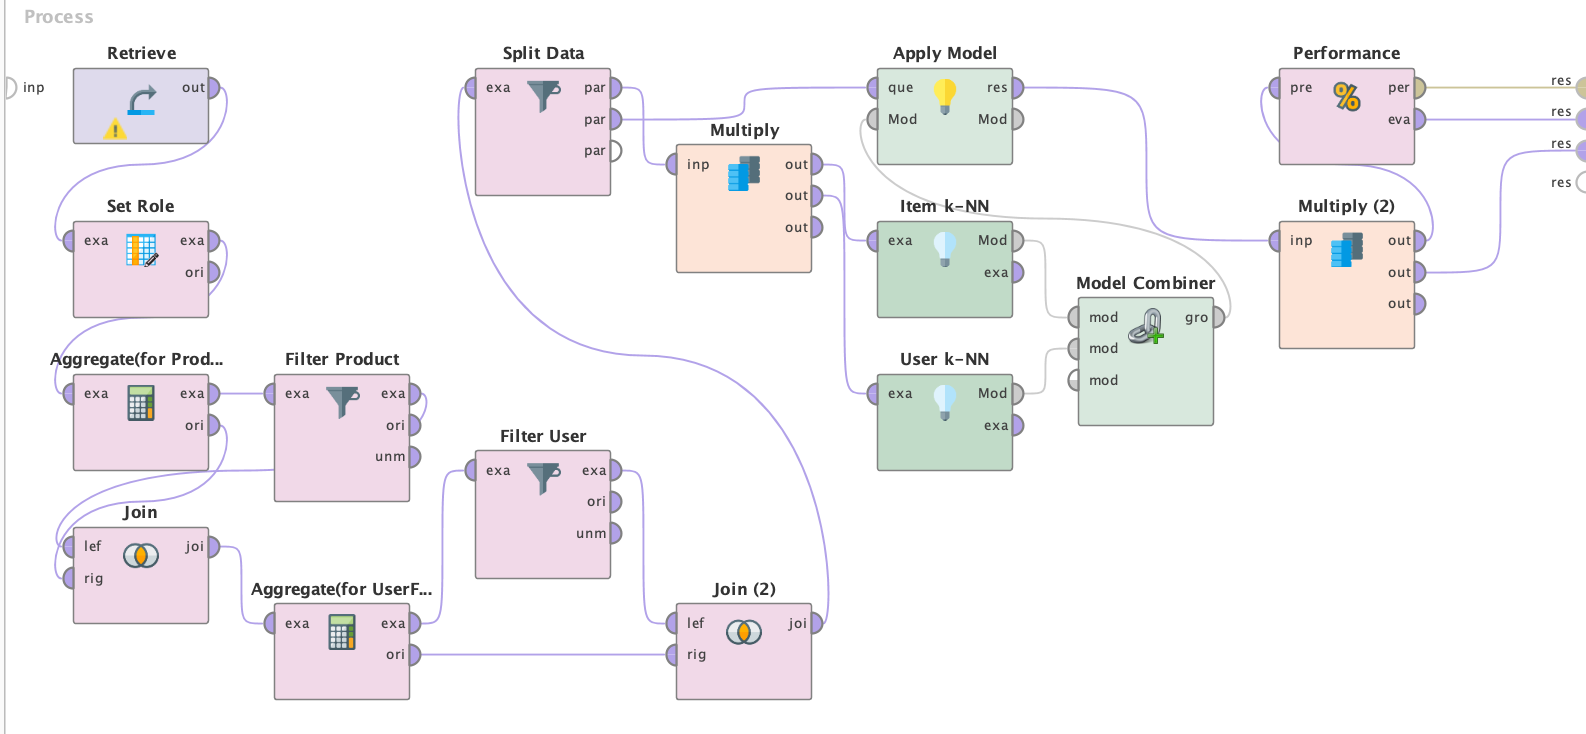 Process
inp
Retrieve
out
Set Role
exa exa
ori
Aggregate(for Prod...
exa exa
ori
Filter Product
exa exa
ori
unm
Join
lef joi
rig
Aggregate(for UserF...
exa exa
ori
Filter User
exa exa
ori
unm
Join (2)
lef joi
rig
Split Data
exa par
par
par
Multiply
inp out
out
out
Apply Model
que res
Mod Mod
Item k-NN
exa Mod
exa
User k-NN
exa Mod
exa
Model Combiner
mod gro
mod
mod
Performance
% 
pre per
eva
Multiply (2)
inp out
out
out
res
res
res
res